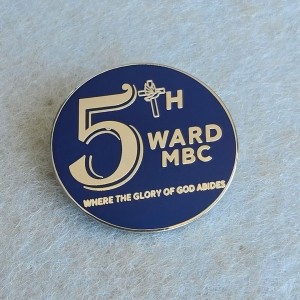 5TH
WARD
MBC
WHERE THE GLORY OF GOD ABIDES